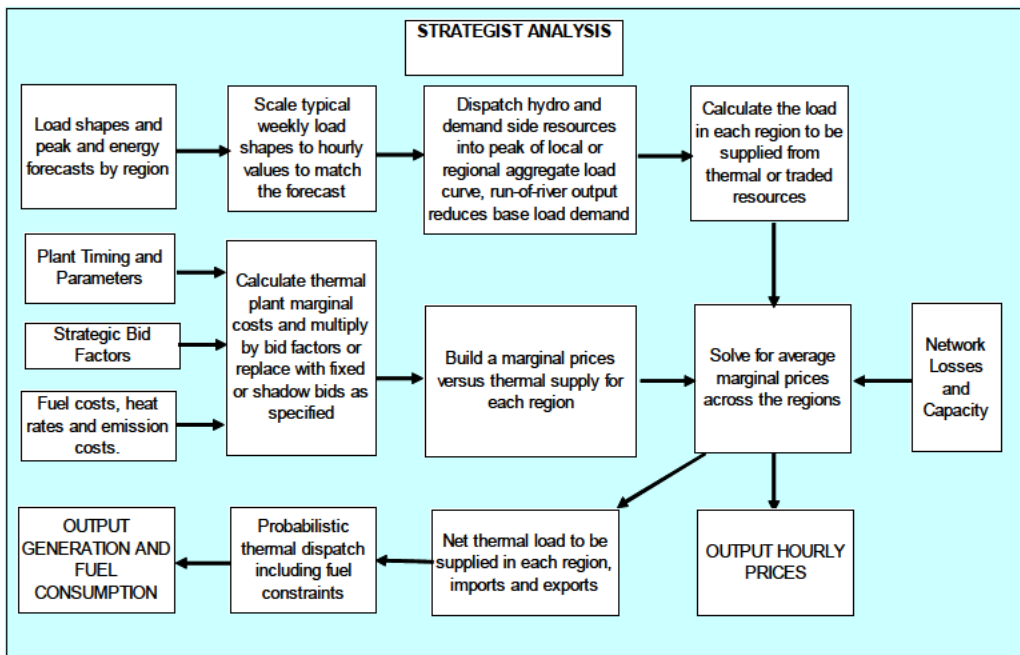 STRATEGIST ANALYSIS
Load shapes and
peak and energy
forecasts by region
Scale typical
weekly load
shapes to hourly
values to match
the forecast
Dispatch hydro and
demand side resources
into peak of local or
regional aggregate load
curve, run-of-river output
reduces base load demand
Calculate the load
in each region to be
supplied from
thermal or traded
resources
Plant Timing and
Parameters
Strategic Bid
Factors
Fuel costs, heat
rates and emission
costs.
Calculate thermal
plant marginal
costs and multiply
by bid factors or
replace with fixed
or shadow bids as
specified
Build a marginal prices
versus thermal supply for
each region
Solve for average
marginal prices
across the regions
Network
Losses
and
Capacity
OUTPUT
GENERATION AND
FUEL
CONSUMPTION
Probabilistic
thermal dispatch
including fuel
constraints
Net thermal load to be
supplied in each region,
imports and exports
OUTPUT HOURLY
PRICES